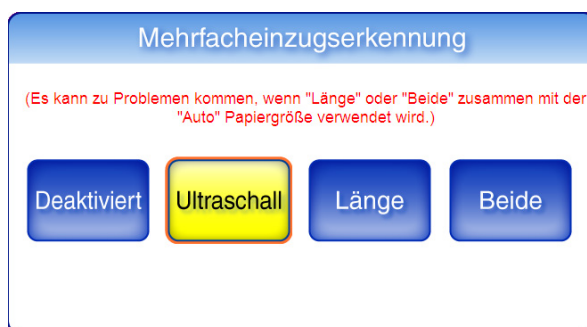 Mehrfacheinzugserkennung
(Es kann zu Problemen kommen, wenn "Länge" oder "Beide" zusammen mit der
"Auto" Papiergröße verwendet wird.)
Deaktiviert Ultraschall Länge Beide